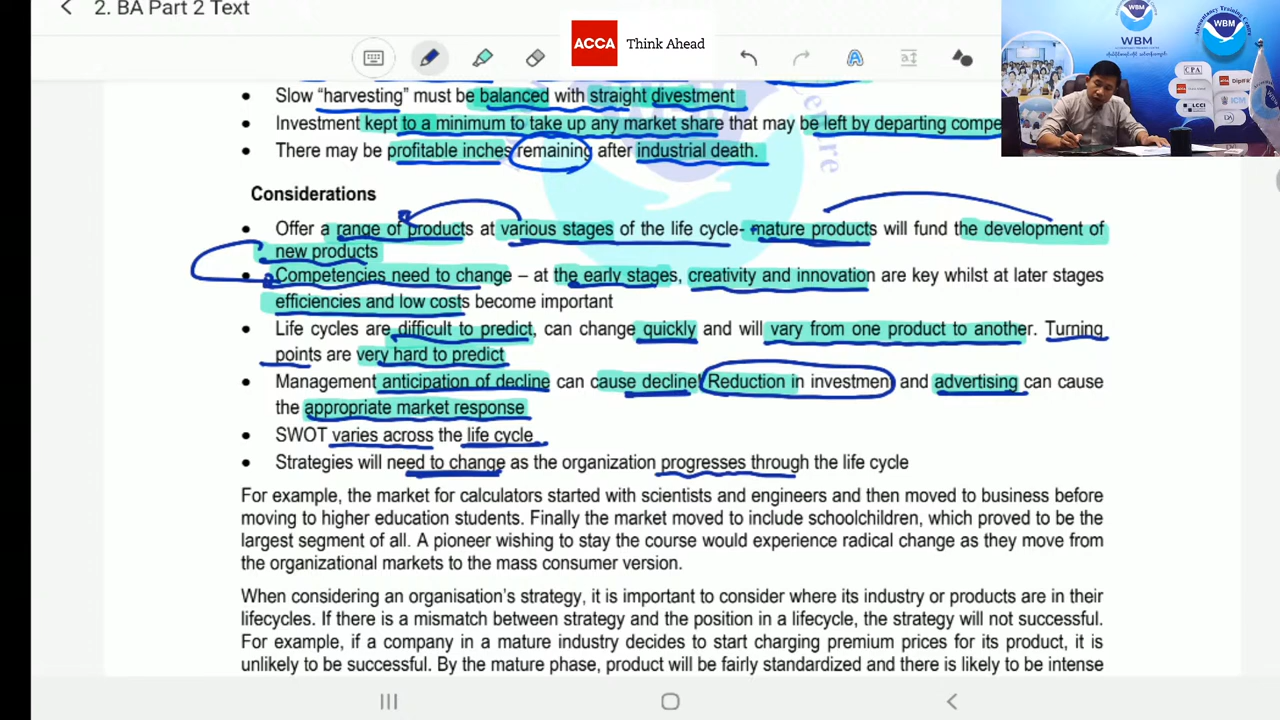 2. BA Part 2 Text
ACCA Think Ahead
WBM
WBM
CPA
LCCI
ICM
• Slow “harvesting” must be balanced with straight divestment
• Investment kept to a minimum to take up any market share that may be left by departing compe
• There may be profitable inches remaining after industrial death.
Considerations
• Offer a range of products at various stages of the life cycle- mature products will fund the development of
new products
• Competencies need to change – at the early stages, creativity and innovation are key whilst at later stages
efficiencies and low costs become important
• Life cycles are difficult to predict, can change quickly and will vary from one product to another. Turning
points are very hard to predict
• Management anticipation of decline can cause decline! Reduction in investment and advertising can cause
the appropriate market response
• SWOT varies across the life cycle
• Strategies will need to change as the organization progresses through the life cycle
For example, the market for calculators started with scientists and engineers and then moved to business before
moving to higher education students. Finally the market moved to include schoolchildren, which proved to be the
largest segment of all. A pioneer wishing to stay the course would experience radical change as they move from
the organizational markets to the mass consumer version.
When considering an organisation’s strategy, it is important to consider where its industry or products are in their
lifecycles. If there is a mismatch between strategy and the position in a lifecycle, the strategy will not successful.
For example, if a company in a mature industry decides to start charging premium prices for its product, it is
unlikely to be successful. By the mature phase, product will be fairly standardized and there is likely to be intense